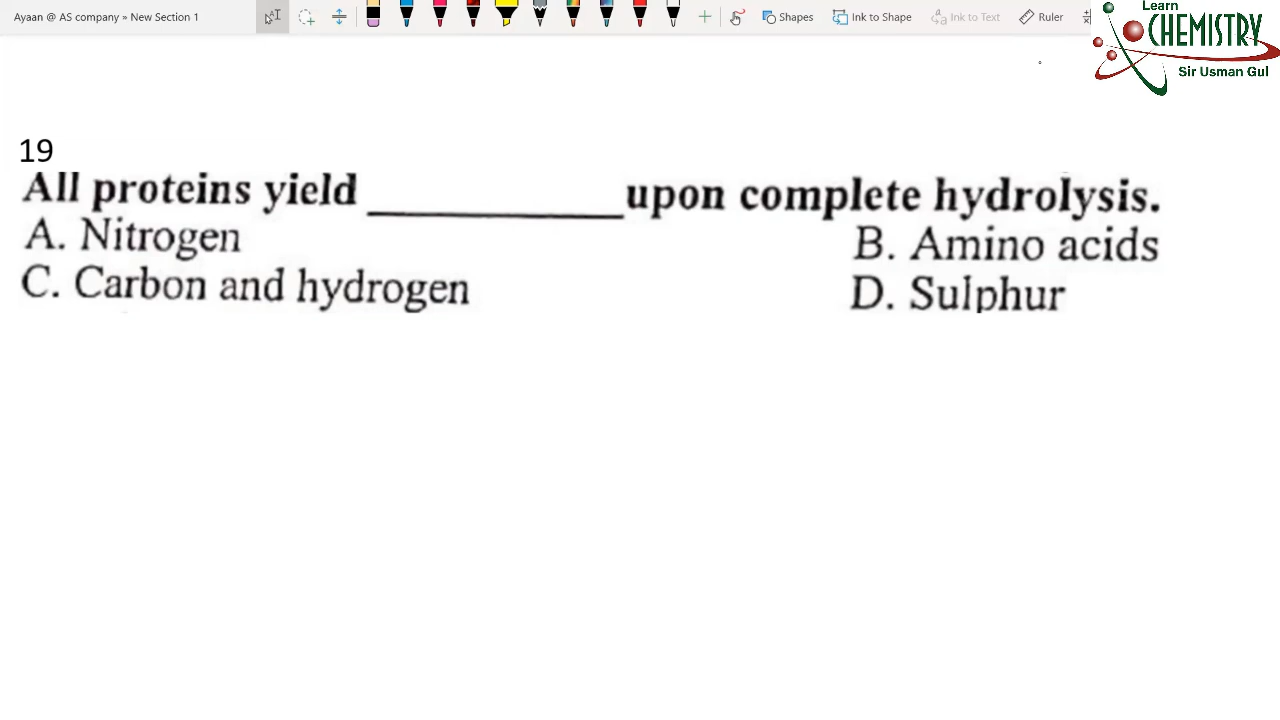 Ayaan @ AS company » New Section 1
Shapes
Ink to Shape
Ink to Text
Ruler
Learn
CHEMISTRY
Sir Usman Gul
19
All proteins yield ____________ upon complete hydrolysis.
A. Nitrogen B. Amino acids
C. Carbon and hydrogen D. Sulphur